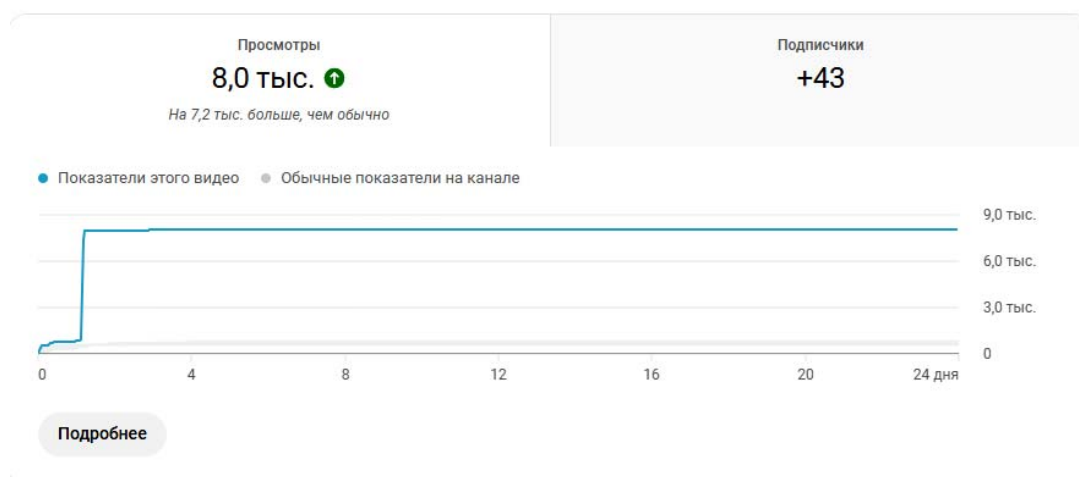 Просмотры
8,0 тыс.
На 7,2 тыс. больше, чем обычно
Подписчики
+43
Показатели этого видео
Обычные показатели на канале
9,0 тыс.
6,0 тыс.
3,0 тыс.
0
0 4 8 12 16 20 24 дня
Подробнее